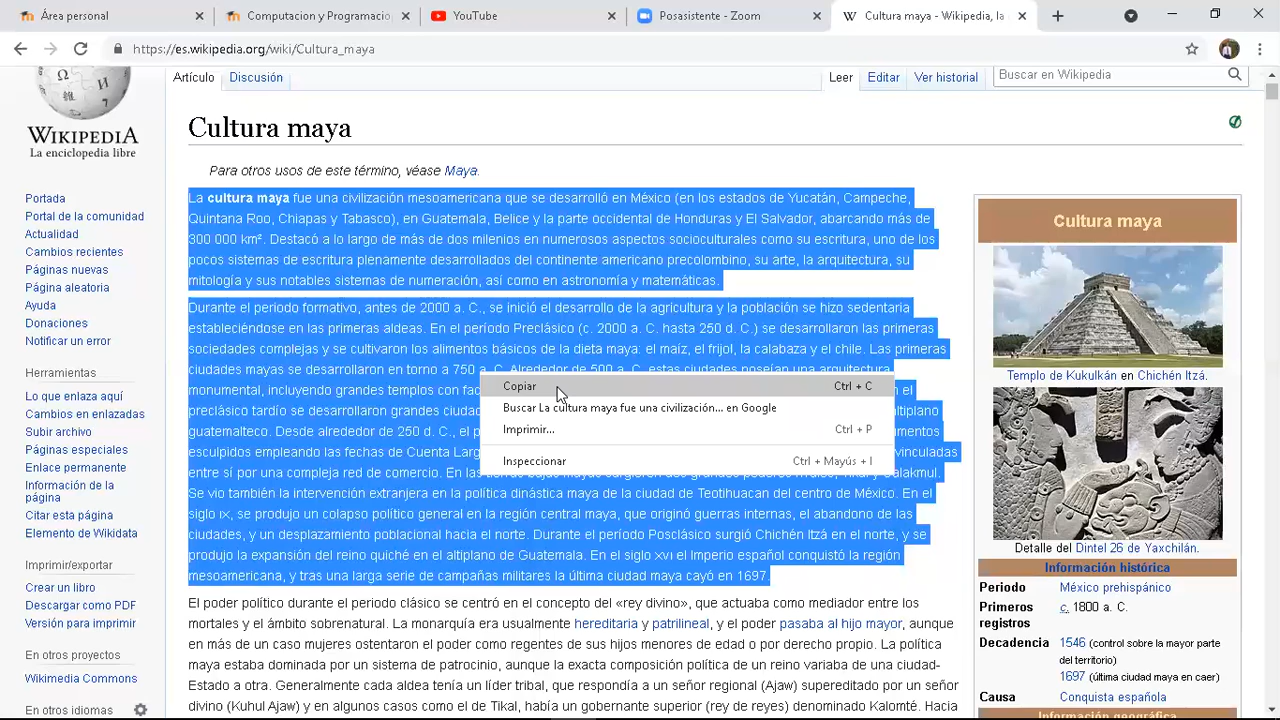 Área personal
Computacion y Programacio
YouTube
Posasistente - Zoom
Cultura maya - Wikipedia, la
https://es.wikipedia.org/wiki/Cultura_maya
WIKIPEDIA
La enciclopedia libre
Portada
Portal de la comunidad
Actualidad
Cambios recientes
Páginas nuevas
Página aleatoria
Ayuda
Donaciones
Notificar un error
Herramientas
Lo que enlaza aquí
Cambios en enlazadas
Subir archivo
Páginas especiales
Enlace permanente
Información de la
página
Citar esta página
Elemento de Wikidata
Imprimir/exportar
Crear un libro
Descargar como PDF
Versión para imprimir
En otros proyectos
Wikimedia Commons
En otros idiomas
Artículo Discusión
Leer Editar Ver historial
Buscar en Wikipedia
Cultura maya
Para otros usos de este término, véase Maya.
La cultura maya fue una civilización mesoamericana que se desarrolló en México (en los estados de Yucatán, Campeche,
Quintana Roo, Chiapas y Tabasco), en Guatemala, Belice y la parte occidental de Honduras y El Salvador, abarcando más de
300 000 km². Destacó a lo largo de más de dos milenios en numerosos aspectos socioculturales como su escritura, uno de los
pocos sistemas de escritura plenamente desarrollados del continente americano precolombino, su arte, la arquitectura, su
mitología y sus notables sistemas de numeración, así como en astronomía y matemáticas.
Durante el periodo formativo, antes de 2000 a. C., se inició el desarrollo de la agricultura y la población se hizo sedentaria
estableciéndose en las primeras aldeas. En el período Preclásico (c. 2000 a. C. hasta 250 d. C.) se desarrollaron las primeras
sociedades complejas y se cultivaron los alimentos básicos de la dieta maya: el maíz, el frijol, la calabaza y el chile. Las primeras
ciudades mayas se desarrollaron en torno a 750 a. C. Alrededor de 500 a. C. estas ciudades poseían una arquitectura
monumental, incluyendo grandes templos con fac en el
preclásico tardío se desarrollaron grandes ciuda ltiplano
guatemalteco. Desde alrededor de 250 d. C., el p umentos
esculpidos empleando las fechas de Cuenta Larg vinculadas
entre sí por una compleja red de comercio. En las
Se vio también la intervención extranjera en la política dinástica maya de la ciudad de Teotihuacan del centro de México. En el
siglo IX, se produjo un colapso político general en la región central maya, que originó guerras internas, el abandono de las
ciudades, y un desplazamiento poblacional hacia el norte. Durante el período Posclásico surgió Chichén Itzá en el norte, y se
produjo la expansión del reino quiché en el altiplano de Guatemala. En el siglo XVI el Imperio español conquistó la región
mesoamericana, y tras una larga serie de campañas militares la última ciudad maya cayó en 1697.
El poder político durante el periodo clásico se centró en el concepto del «rey divino», que actuaba como mediador entre los
mortales y el ámbito sobrenatural. La monarquía era usualmente hereditaria y patrilineal, y el poder pasaba al hijo mayor, aunque
en más de un caso mujeres ostentaron el poder como regentes de sus hijos menores de edad o por derecho propio. La política
maya estaba dominada por un sistema de patrocinio, aunque la exacta composición política de un reino variaba de una ciudad-
Estado a otra. Generalmente cada aldea tenía un líder tribal, que respondía a un señor regional (Ajaw) supereditado por un señor
divino (Kuhul Ajaw) y en algunos casos como el de Tikal, había un gobernante superior (rey de reyes) denominado Kalomté. Hacia
Copiar Ctrl + C
Buscar La cultura maya fue una civilización... en Google
Imprimir... Ctrl + P
Inspeccionar Ctrl + Mayús + I
Cultura maya
Templo de Kukulkán en Chichén Itzá.
Detalle del Dintel 26 de Yaxchilán.
Información histórica
Periodo México prehispánico
Primeros
registros c. 1800 a. C.
Decadencia 1546 (control sobre la mayor parte
del territorio)
1697 (última ciudad maya en caer)
Causa Conquista española
Información geográfica